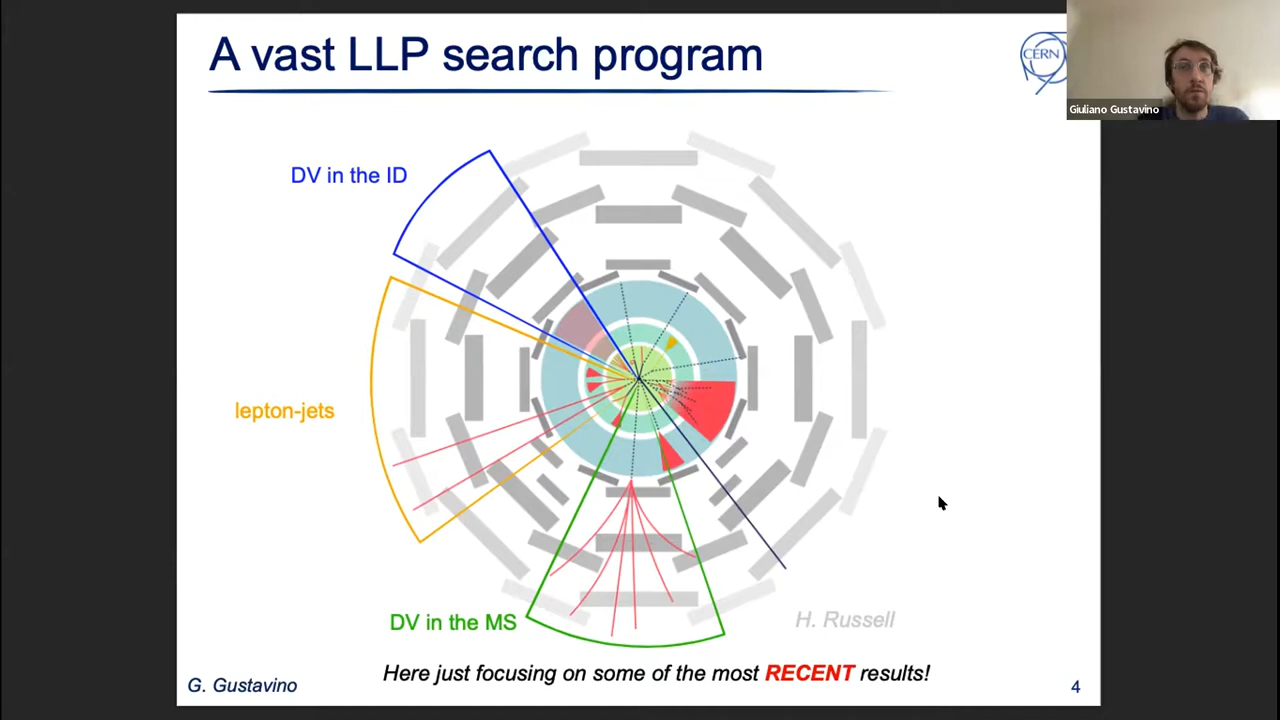 A vast LLP search program
CERN
Giuliano Gustavino
DV in the ID
lepton-jets
DV in the MS
H. Russell
Here just focusing on some of the most RECENT results!
G. Gustavino
4